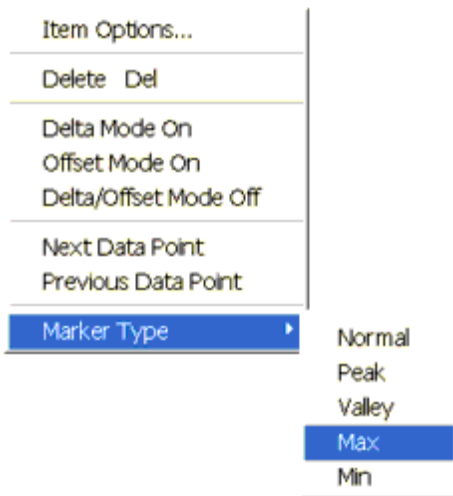 Item Options...
Delete Del
Delta Mode On
Offset Mode On
Delta/Offset Mode Off
Next Data Point
Previous Data Point
Marker Type
Normal
Peak
Valley
Max
Min